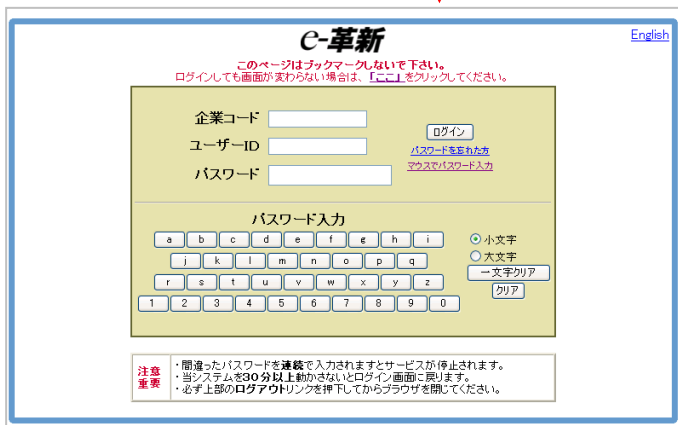 e-革新
English
このページはブックマークしないで下さい。
ログインしても画面が変わらない場合は、「ここ」をクリックしてください。
企業コード
ユーザーID
パスワード
ログイン
パスワードを忘れた方
マウスでパスワード入力
パスワード入力
a b c d e f g h i
j k l m n o p q
r s t u v w x y z
1 2 3 4 5 6 7 8 9 0
小文字
大文字
一文字クリア
クリア
注意
重要
・間違ったパスワードを連続で入力されますとサービスが停止されます。
・当システムを30分以上動かさないとログイン画面に戻ります。
・必ず上部のログアウトリンクを押下してからブラウザを閉じてください。